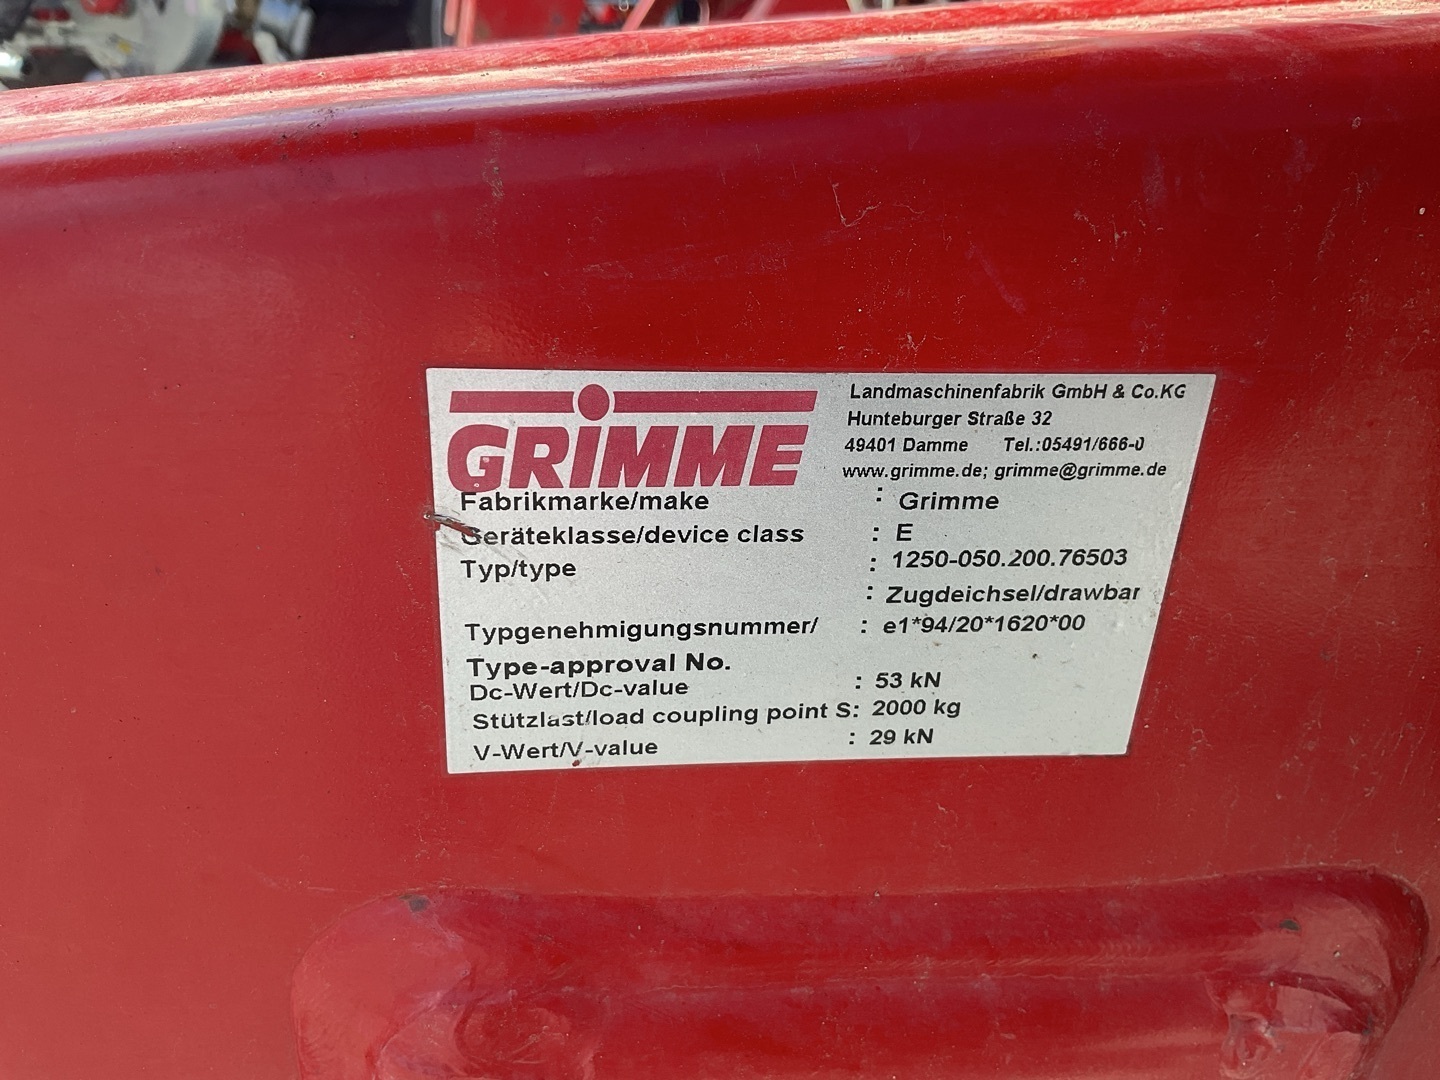 GRIMME
Landmaschinenfabrik GmbH & Co.KG
Hunteburger Straße 32
49401 Damme Tel.:05491/666-0
www.grimme.de; grimme@grimme.de
Fabrikmarke/make : Grimme
Geräteklasse/device class : E
Typ/type : 1250-050.200.76503
: Zugdeichsel/drawbar
Typgenehmigungsnummer/ : e1*94/20*1620*00
Type-approval No.
Dc-Wert/Dc-value : 53 kN
Stützlast/load coupling point S: 2000 kg
V-Wert/V-value : 29 kN